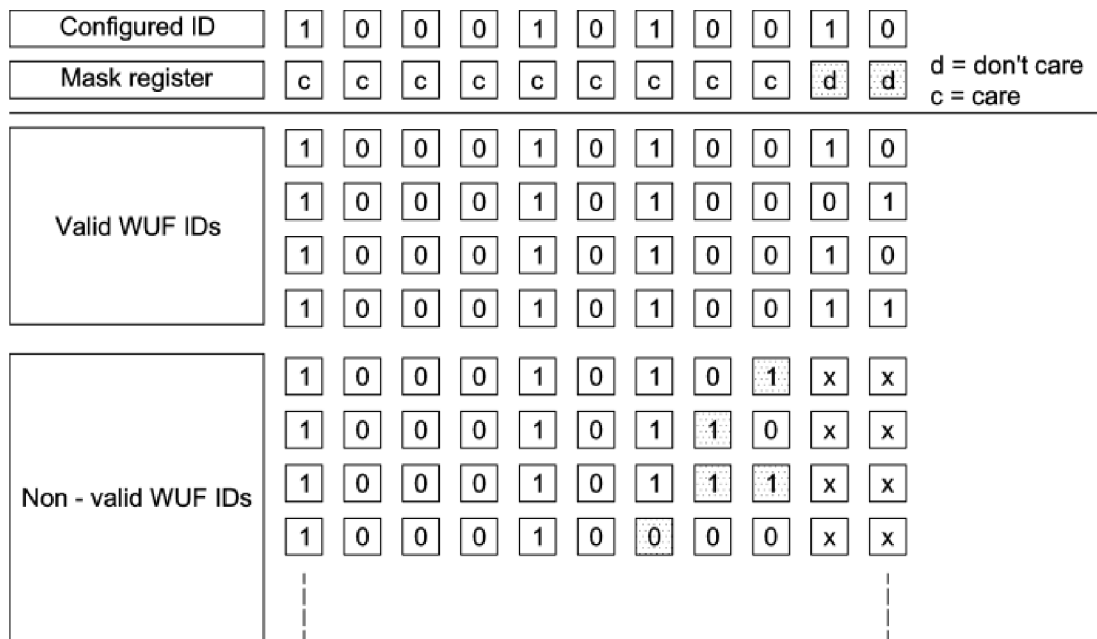 Configured ID 1 0 0 0 1 0 1 0 0 1 0
Mask register c c c c c c c c c d d
d = don't care
c = care
1 0 0 0 1 0 1 0 0 1 0
1 0 0 0 1 0 1 0 0 0 1
Valid WUF IDs
1 0 0 0 1 0 1 0 0 1 0
1 0 0 0 1 0 1 0 0 1 1
1 0 0 0 1 0 1 0 1 x x
1 0 0 0 1 0 1 1 0 x x
1 0 0 0 1 0 1 1 1 x x
Non - valid WUF IDs
1 0 0 0 1 0 0 0 0 x x